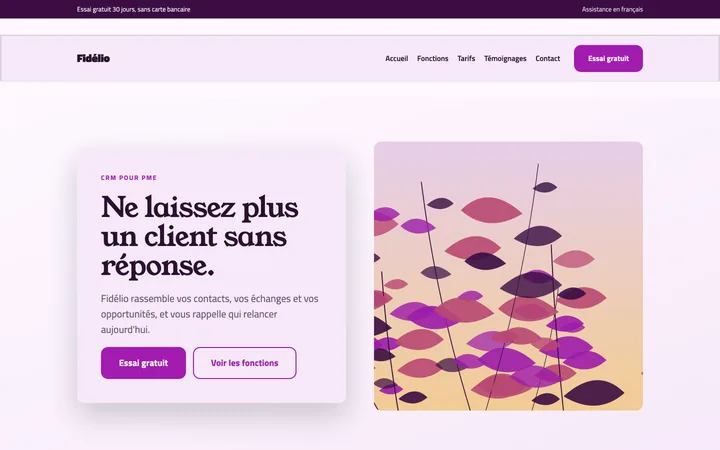 Essai gratuit 30 jours, sans carte bancaire
Assistance en français
Fidélio
Accueil
Fonctions
Tarifs
Témoignages
Contact
Essai gratuit
CRM POUR PME
Ne laissez plus
un client sans
réponse.
Fidélio rassemble vos contacts, vos échanges et vos
opportunités, et vous rappelle qui relancer
aujourd'hui.
Essai gratuit
Voir les fonctions